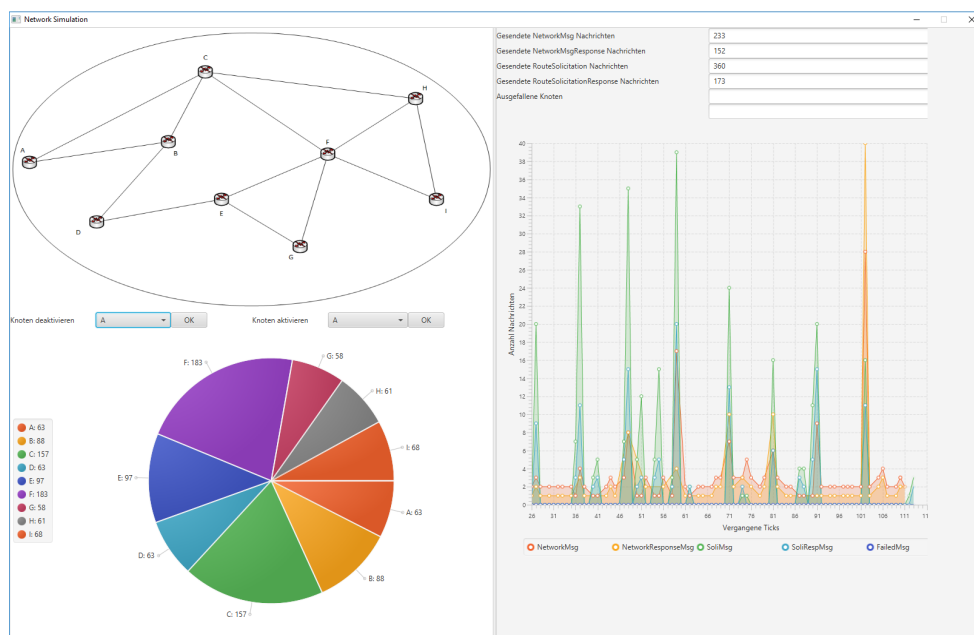 Network Simulation
C
H
A
B
F
E
D
I
G
Knoten deaktivieren A OK Knoten aktivieren A OK
Gesendete NetworkMsg Nachrichten 233
Gesendete NetworkMsgResponse Nachrichten 152
Gesendete RouteSolicitation Nachrichten 360
Gesendete RouteSolicitationResponse Nachrichten 173
Ausgefallene Knoten
A: 63
B: 88
C: 157
D: 63
E: 97
F: 183
G: 58
H: 61
I: 68
F: 183
G: 58
H: 61
I: 68
E: 97
A: 63
D: 63
B: 88
C: 157
Anzahl Nachrichten
40
38
36
34
32
30
28
26
24
22
20
18
16
14
12
10
8
6
4
2
0
26 31 36 41 46 51 56 61 66 71 76 81 86 91 96 101 106 111 11
Vergangene Ticks
NetworkMsg NetworkResponseMsg SoliMsg SoliRespMsg FailedMsg